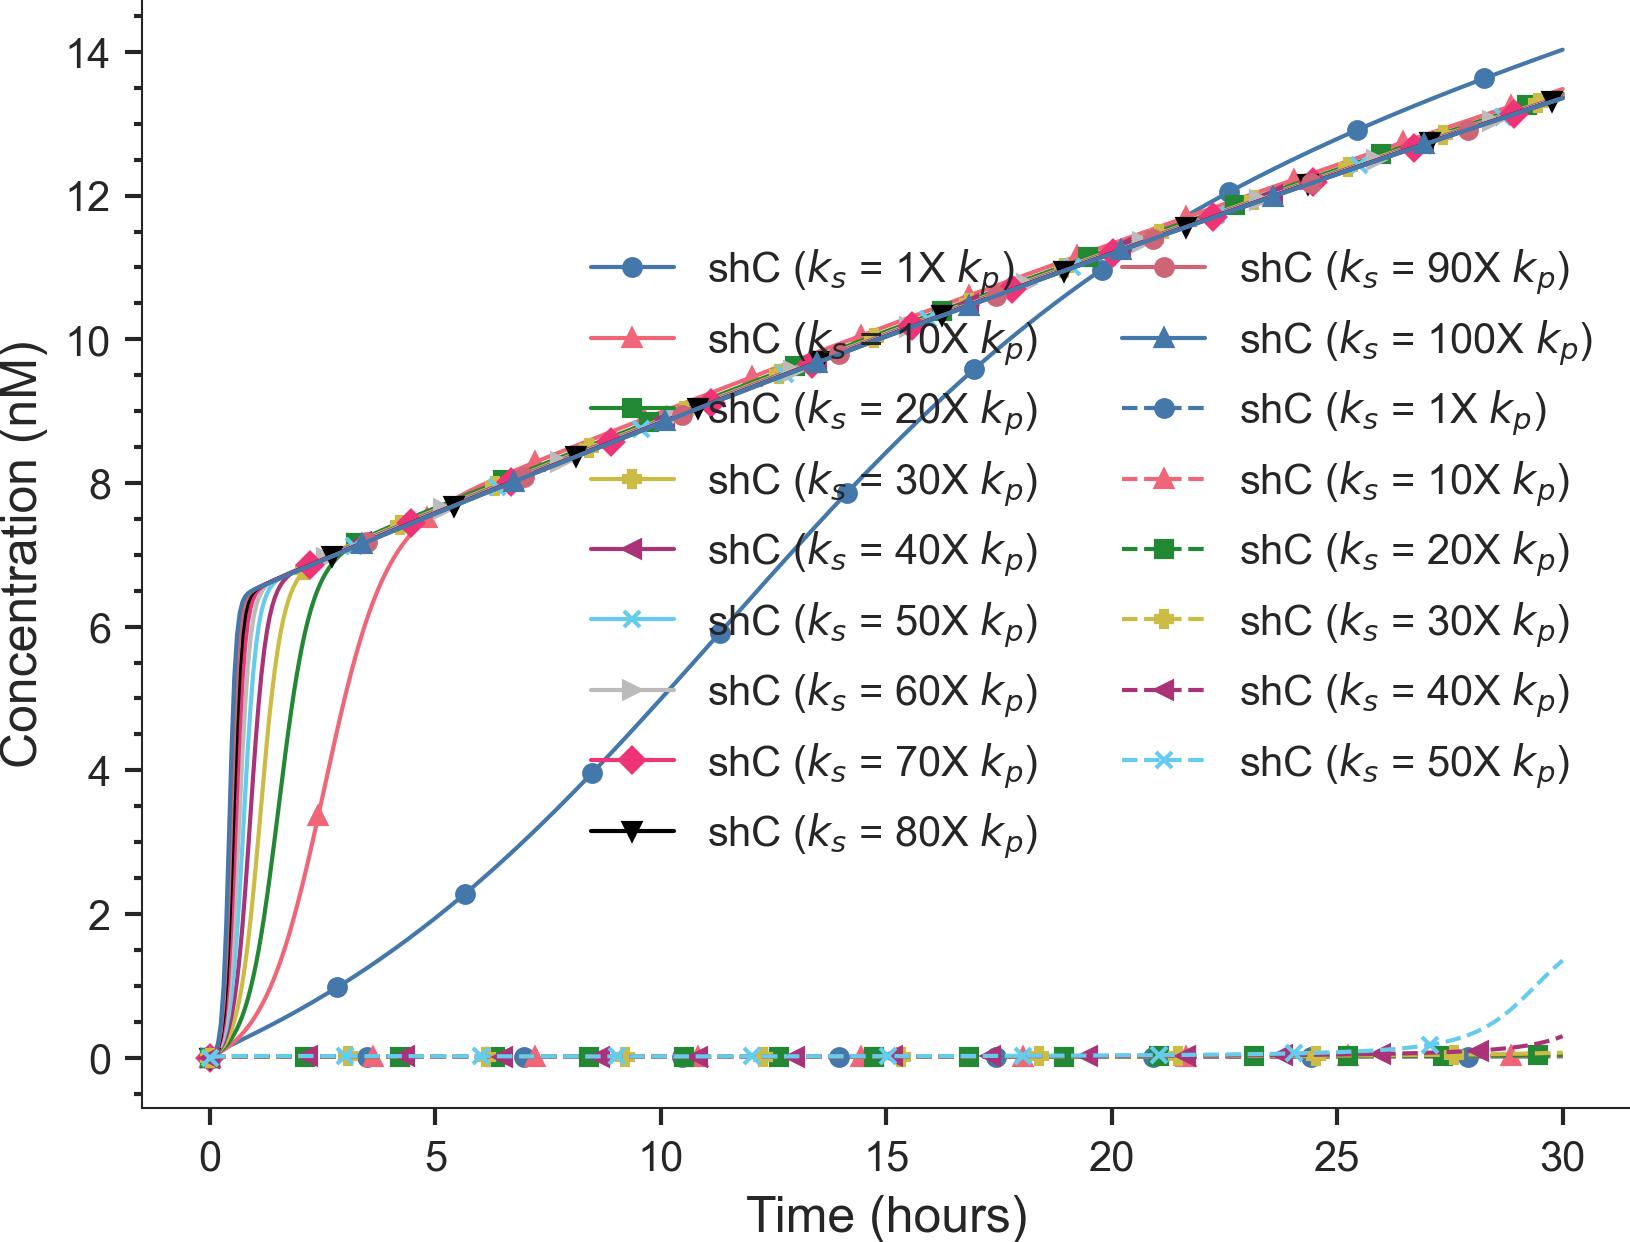 Concentration (nM)
14
12
10
8
6
4
2
0
shC (kₛ = 1X kₚ)
shC (kₛ = 10X kₚ)
shC (kₛ = 20X kₚ)
shC (kₛ = 30X kₚ)
shC (kₛ = 40X kₚ)
shC (kₛ = 50X kₚ)
shC (kₛ = 60X kₚ)
shC (kₛ = 70X kₚ)
shC (kₛ = 80X kₚ)
shC (kₛ = 90X kₚ)
shC (kₛ = 100X kₚ)
shC (kₛ = 1X kₚ)
shC (kₛ = 10X kₚ)
shC (kₛ = 20X kₚ)
shC (kₛ = 30X kₚ)
shC (kₛ = 40X kₚ)
shC (kₛ = 50X kₚ)
0 5 10 15 20 25 30
Time (hours)